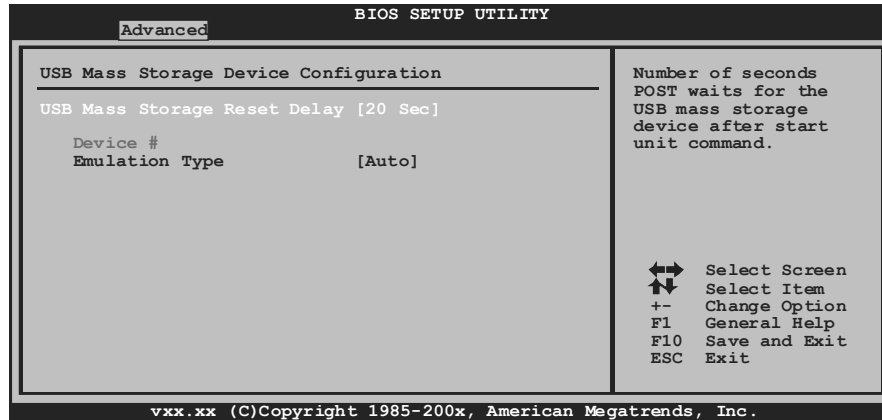 BIOS SETUP UTILITY
Advanced
USB Mass Storage Device Configuration
USB Mass Storage Reset Delay [20 Sec]
Device #
Emulation Type [Auto]
Number of seconds
POST waits for the
USB mass storage
device after start
unit command.
Select Screen
Select Item
+- Change Option
F1 General Help
F10 Save and Exit
ESC Exit
vxx.xx (C)Copyright 1985-200x, American Megatrends, Inc.